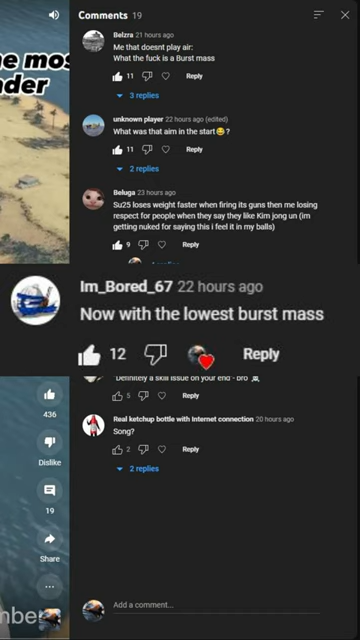 Comments 19
e mos
nder
Belzra 21 hours ago
Me that doesnt play air:
What the fuck is a Burst mass
11 Reply
3 replies
unknown player 22 hours ago (edited)
What was that aim in the start😂?
11 Reply
2 replies
Beluga 23 hours ago
Su25 loses weight faster when firing its guns then me losing
respect for people when they say they like Kim jong un (im
getting nuked for saying this i feel it in my balls)
9 Reply
Im_Bored_67 22 hours ago
Now with the lowest burst mass
12 Reply
"Definitely a skill issue on your end - bro ☠️
5 Reply
436
Real ketchup bottle with Internet connection 20 hours ago
Song?
Dislike
2 Reply
2 replies
19
Share
mbe
Add a comment...